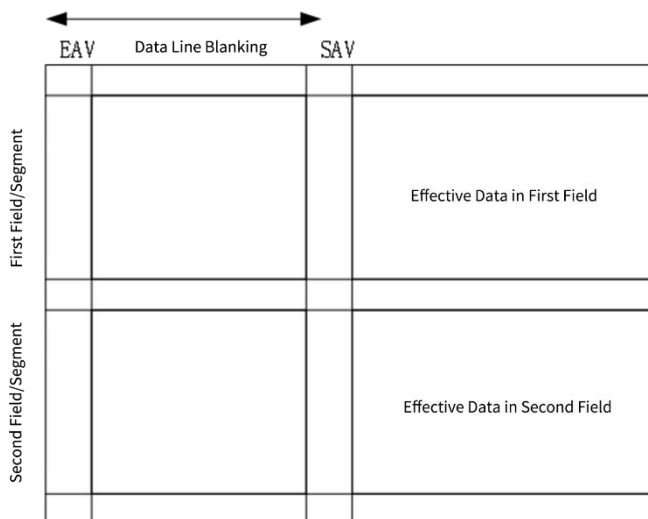 EAV
Data Line Blanking
SAV
First Field/Segment
Effective Data in First Field
Second Field/Segment
Effective Data in Second Field